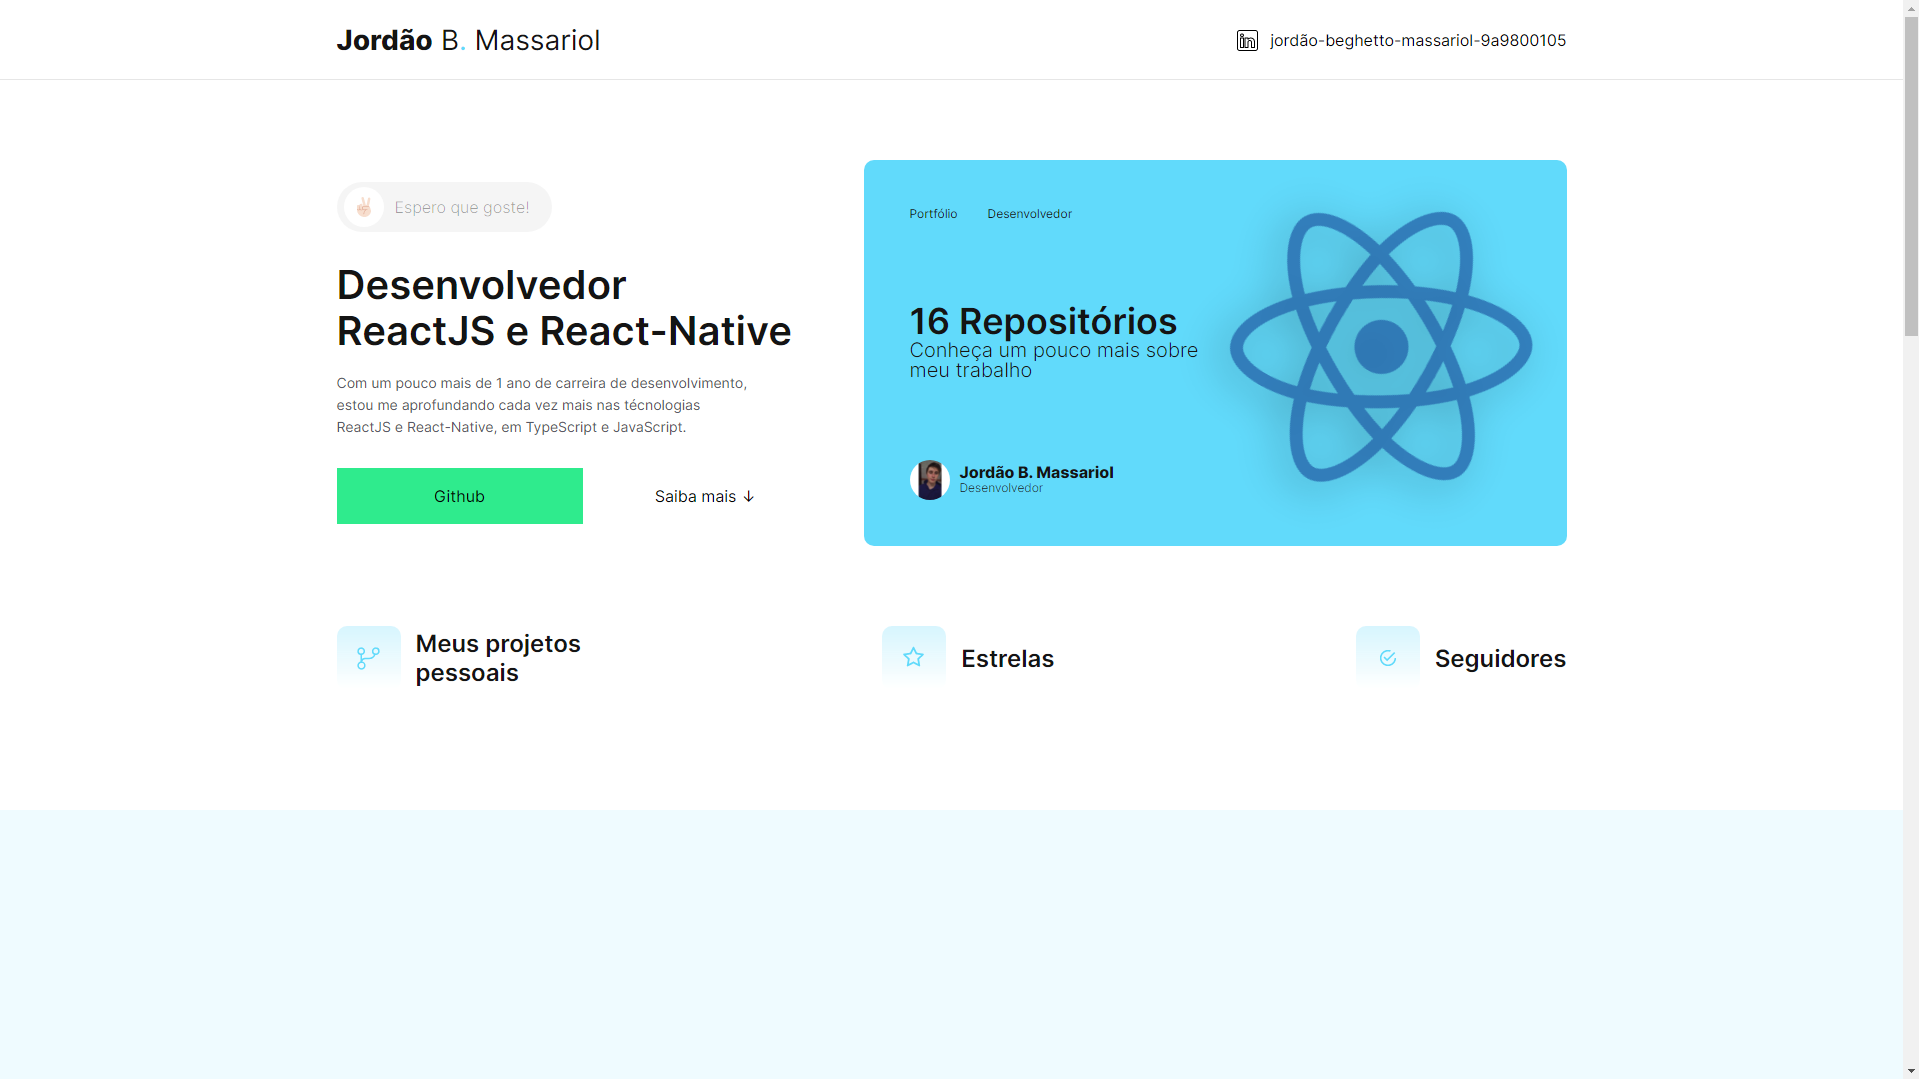 Jordão B. Massariol
jordão-beghetto-massariol-9a9800105
Espero que goste!
Desenvolvedor
ReactJS e React-Native
Com um pouco mais de 1 ano de carreira de desenvolvimento,
estou me aprofundando cada vez mais nas técnologias
ReactJS e React-Native, em TypeScript e JavaScript.
Github
Saiba mais ↓
Portfólio
Desenvolvedor
16 Repositórios
Conheça um pouco mais sobre
meu trabalho
Jordão B. Massariol
Desenvolvedor
Meus projetos
pessoais
Estrelas
Seguidores